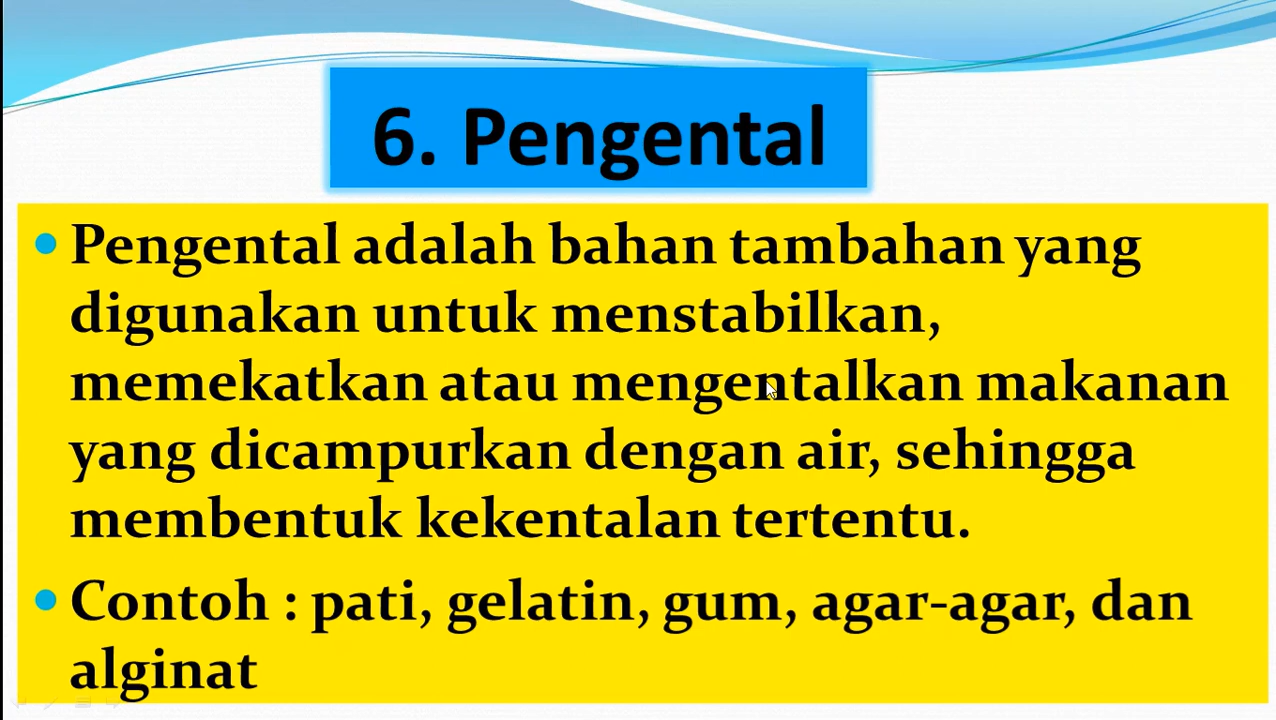 6. Pengental
• Pengental adalah bahan tambahan yang
digunakan untuk menstabilkan,
memekatkan atau mengentalkan makanan
yang dicampurkan dengan air, sehingga
membentuk kekentalan tertentu.
• Contoh : pati, gelatin, gum, agar-agar, dan
alginat